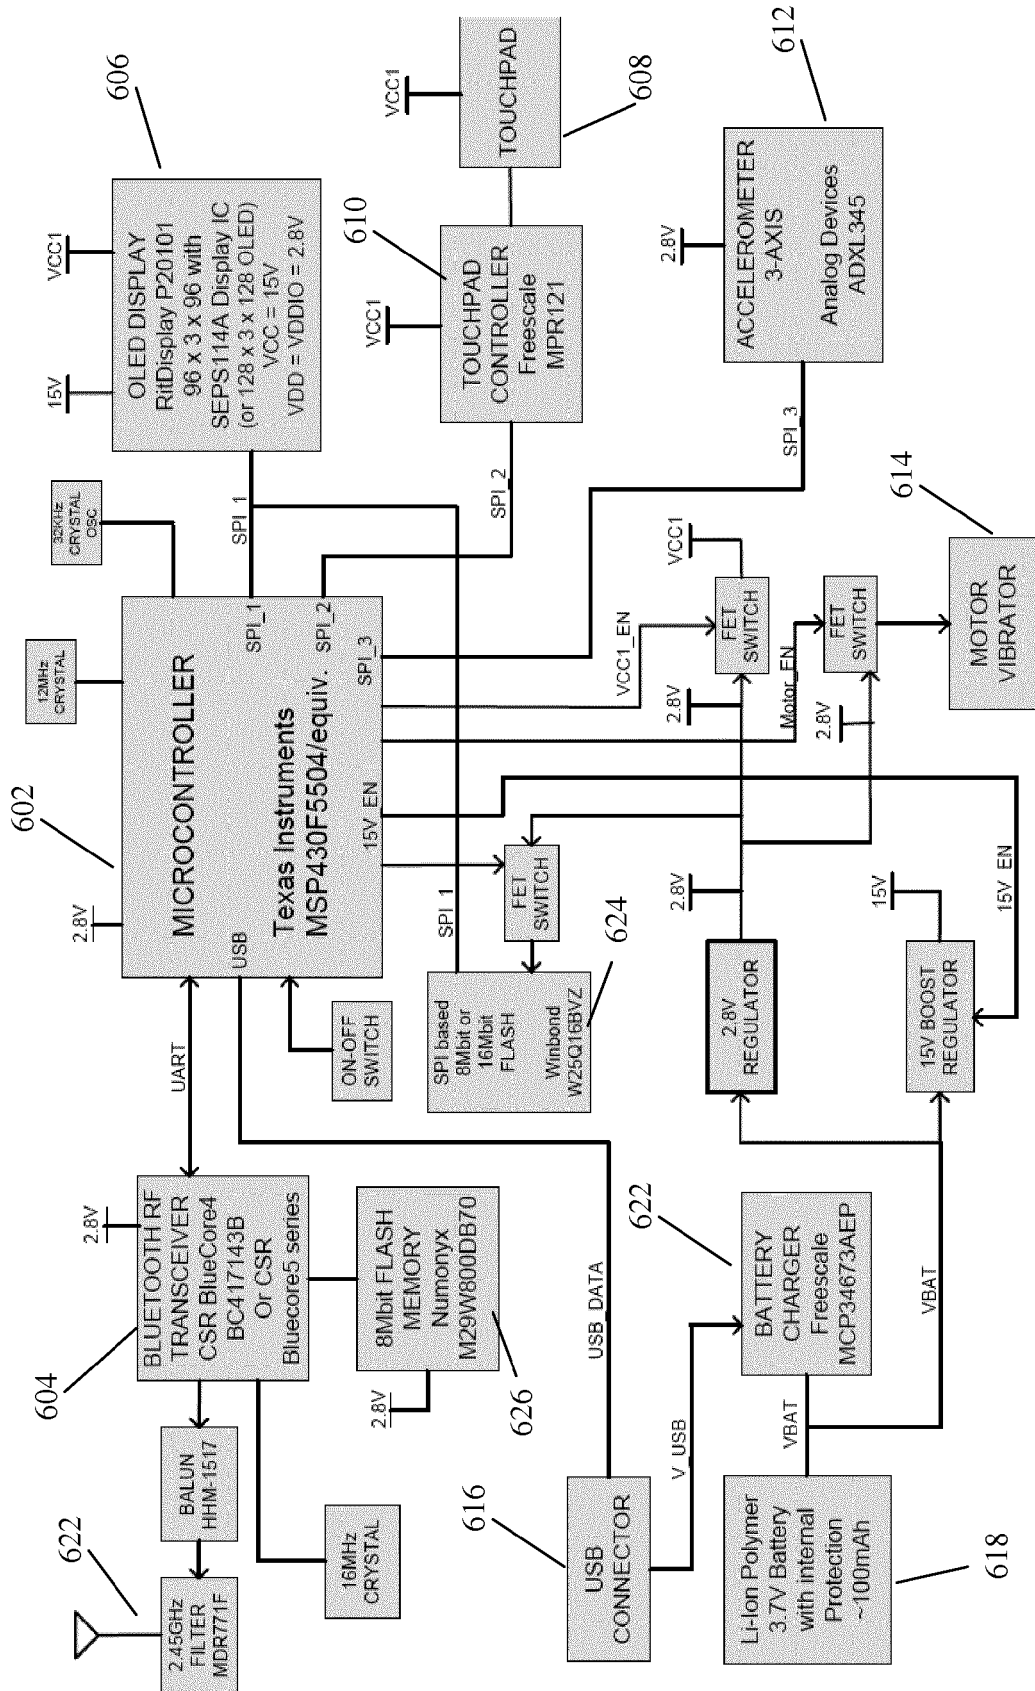 622
2.45GHz
FILTER
MDR771F
BALUN
HHM-1517
16MHz
CRYSTAL
604
2.8V
BLUETOOTH RF
TRANSCEIVER
CSR BlueCore4
BC417143B
Or CSR
Bluecore5 series
8Mbit FLASH
MEMORY
Numonyx
M29W800DB70
2.8V
626
UART
ON-OFF
SWITCH
602
2.8V
12MHz
CRYSTAL
32KHz
CRYSTAL
OSC
MICROCONTROLLER
USB
Texas Instruments
MSP430F5504/equiv.
15V_EN
SPI_1
SPI_2
SPI_3
SPI_1
SPI_2
SPI_3
15V
VCC1
606
OLED DISPLAY
RitDisplay P20101
96 x 3 x 96 with
SEPS114A Display IC
(or 128 x 3 x 128 OLED)
VCC = 15V
VDD = VDDIO = 2.8V
VCC1
610
TOUCHPAD
CONTROLLER
Freescale
MPR121
VCC1
TOUCHPAD
608
2.8V
612
ACCELEROMETER
3-AXIS
Analog Devices
ADXL345
SPI_1
SPI based
8Mbit or
16Mbit
FLASH
Winbond
W25Q16BVZ
624
FET
SWITCH
VCC1_EN
VCC1
FET
SWITCH
2.8V
Motor_EN
2.8V
FET
SWITCH
614
MOTOR
VIBRATOR
USB_DATA
616
USB
CONNECTOR
V_USB
622
BATTERY
CHARGER
Freescale
MCP34673AEP
VBAT
VBAT
Li-Ion Polymer
3.7V Battery
with Internal
Protection
~100mAh
618
2.8V
REGULATOR
2.8V
15V BOOST
REGULATOR
15V
15V_EN